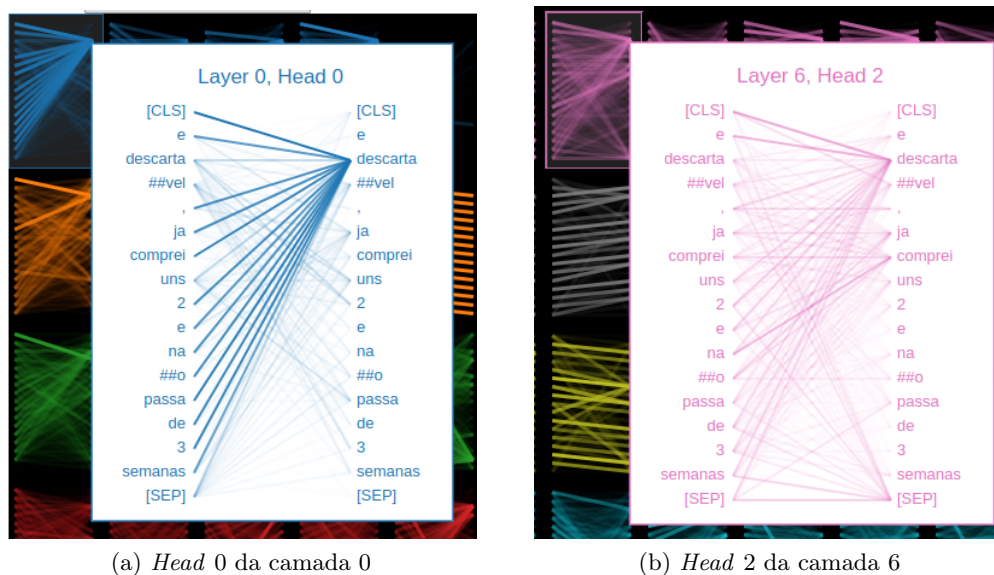 Layer 0, Head 0
[CLS] [CLS]
e e
descarta descarta
##vel ##vel
, ,
ja ja
comprei comprei
uns uns
2 2
e e
na na
##o ##o
passa passa
de de
3 3
semanas semanas
[SEP] [SEP]
(a) Head 0 da camada 0
Layer 6, Head 2
[CLS] [CLS]
e e
descarta descarta
##vel ##vel
, ,
ja ja
comprei comprei
uns uns
2 2
e e
na na
##o ##o
passa passa
de de
3 3
semanas semanas
[SEP] [SEP]
(b) Head 2 da camada 6